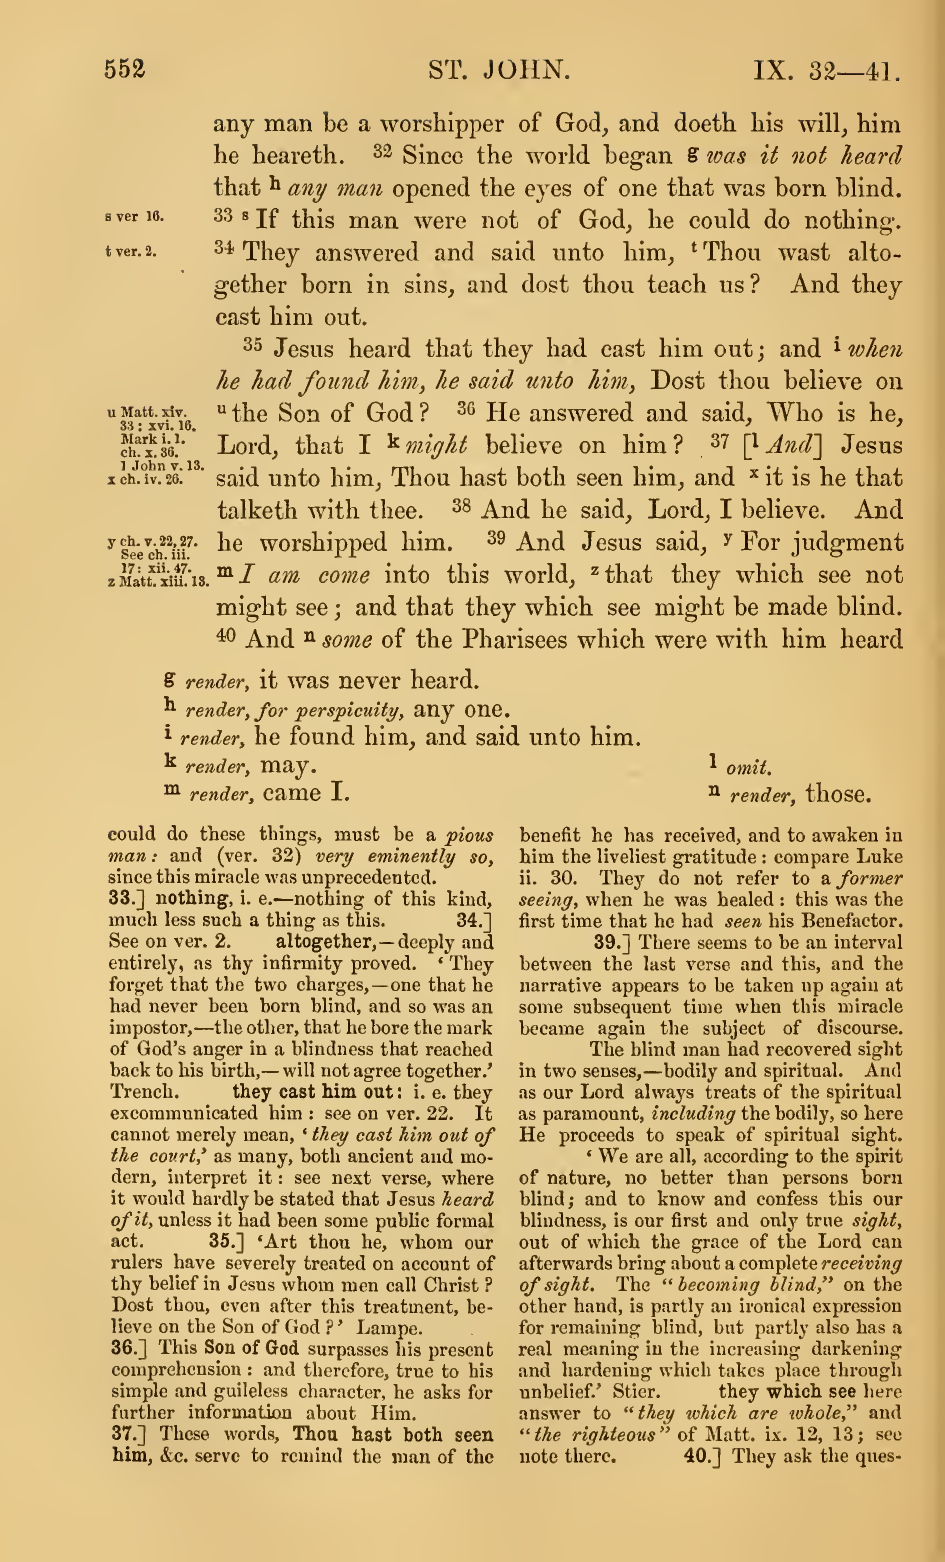 552 ST. JOHN. IX. 32—41.
any man be a worshipper of God, and doeth his will, him
he heareth. 32 Since the world began g was it not heard
that h any man opened the eyes of one that was born blind.
s ver 16. 33 s If this man were not of God, he could do nothing.
t ver. 2. 34 They answered and said unto him, t Thou wast alto-
gether born in sins, and dost thou teach us? And they
cast him out.
35 Jesus heard that they had cast him out; and i when
he had found him, he said unto him, Dost thou believe on
u Matt. xiv.
33: xvi. 16.
Mark i. 1.
ch. x. 36.
1 John v. 13.
x ch. iv. 26.
u the Son of God? 36 He answered and said, Who is he,
Lord, that I k might believe on him? 37 [l And] Jesus
said unto him, Thou hast both seen him, and x it is he that
talketh with thee. 38 And he said, Lord, I believe. And
y ch. v. 22, 27.
See ch. iii.
17: xii. 47.
z Matt. xiii. 13.
he worshipped him. 39 And Jesus said, y For judgment
m I am come into this world, z that they which see not
might see; and that they which see might be made blind.
40 And n some of the Pharisees which were with him heard
g render, it was never heard.
h render, for perspicuity, any one.
i render, he found him, and said unto him.
k render, may. l omit.
m render, came I. n render, those.
could do these things, must be a pious
man: and (ver. 32) very eminently so,
since this miracle was unprecedented.
33.] nothing, i. e.—nothing of this kind,
much less such a thing as this. 34.]
See on ver. 2. altogether,—deeply and
entirely, as thy infirmity proved. ‘They
forget that the two charges,—one that he
had never been born blind, and so was an
impostor,—the other, that he bore the mark
of God's anger in a blindness that reached
back to his birth,—will not agree together.’
Trench. they cast him out: i. e. they
excommunicated him: see on ver. 22. It
cannot merely mean, ‘they cast him out of
the court,’ as many, both ancient and mo-
dern, interpret it: see next verse, where
it would hardly be stated that Jesus heard
of it, unless it had been some public formal
act. 35.] ‘Art thou he, whom our
rulers have severely treated on account of
thy belief in Jesus whom men call Christ?
Dost thou, even after this treatment, be-
lieve on the Son of God?’ Lampe.
36.] This Son of God surpasses his present
comprehension: and therefore, true to his
simple and guileless character, he asks for
further information about Him.
37.] These words, Thou hast both seen
him, &c. serve to remind the man of the
benefit he has received, and to awaken in
him the liveliest gratitude: compare Luke
ii. 30. They do not refer to a former
seeing, when he was healed: this was the
first time that he had seen his Benefactor.
39.] There seems to be an interval
between the last verse and this, and the
narrative appears to be taken up again at
some subsequent time when this miracle
became again the subject of discourse.
The blind man had recovered sight
in two senses,—bodily and spiritual. And
as our Lord always treats of the spiritual
as paramount, including the bodily, so here
He proceeds to speak of spiritual sight.
‘We are all, according to the spirit
of nature, no better than persons born
blind; and to know and confess this our
blindness, is our first and only true sight,
out of which the grace of the Lord can
afterwards bring about a complete receiving
of sight. The “becoming blind,” on the
other hand, is partly an ironical expression
for remaining blind, but partly also has a
real meaning in the increasing darkening
and hardening which takes place through
unbelief.’ Stier. they which see here
answer to “they which are whole,” and
“the righteous” of Matt. ix. 12, 13; see
note there. 40.] They ask the ques-